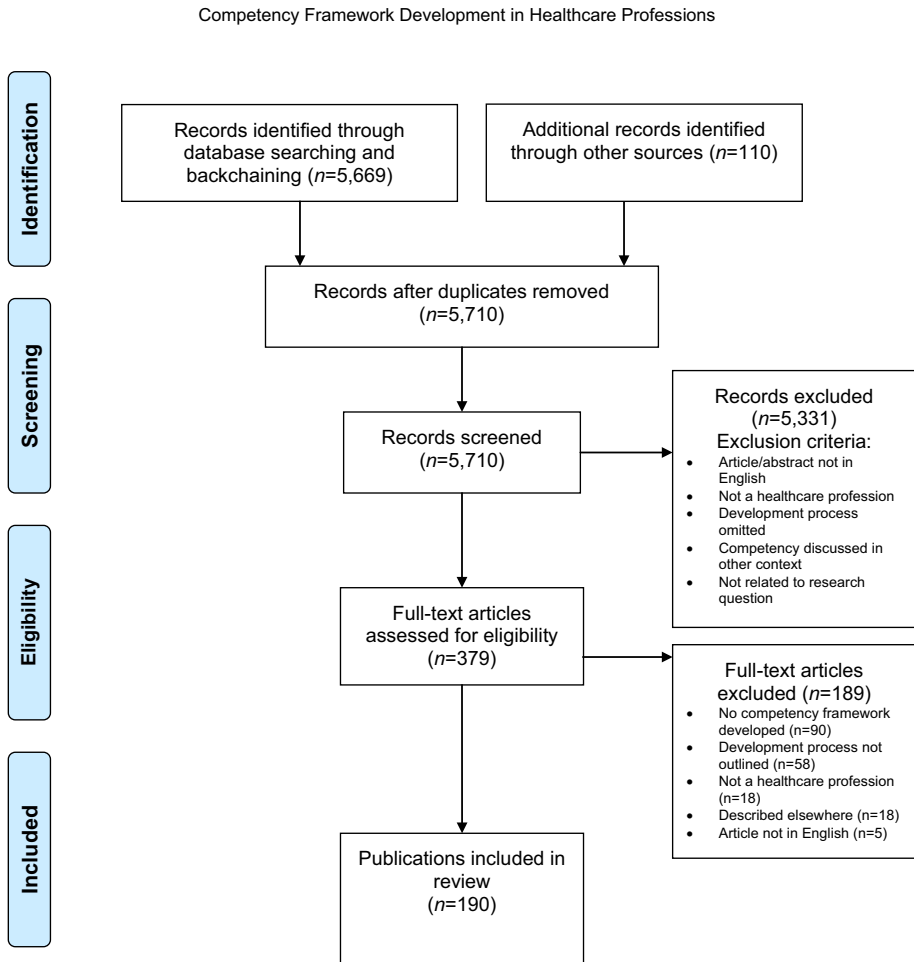 Competency Framework Development in Healthcare Professions
Identification
Records identified through
database searching and
backchaining (n=5,669)
Additional records identified
through other sources (n=110)
Records after duplicates removed
(n=5,710)
Screening
Records screened
(n=5,710)
Records excluded
(n=5,331)
Exclusion criteria:
• Article/abstract not in
English
• Not a healthcare profession
• Development process
omitted
• Competency discussed in
other context
• Not related to research
question
Eligibility
Full-text articles
assessed for eligibility
(n=379)
Full-text articles
excluded (n=189)
• No competency framework
developed (n=90)
• Development process not
outlined (n=58)
• Not a healthcare profession
(n=18)
• Described elsewhere (n=18)
• Article not in English (n=5)
Included
Publications included in
review
(n=190)